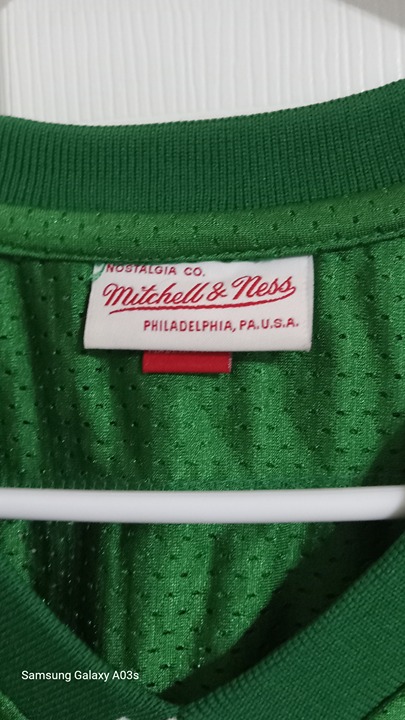 NOSTALGIA CO.
Mitchell & Ness
PHILADELPHIA, PA.U.S.A.
Samsung Galaxy A03s